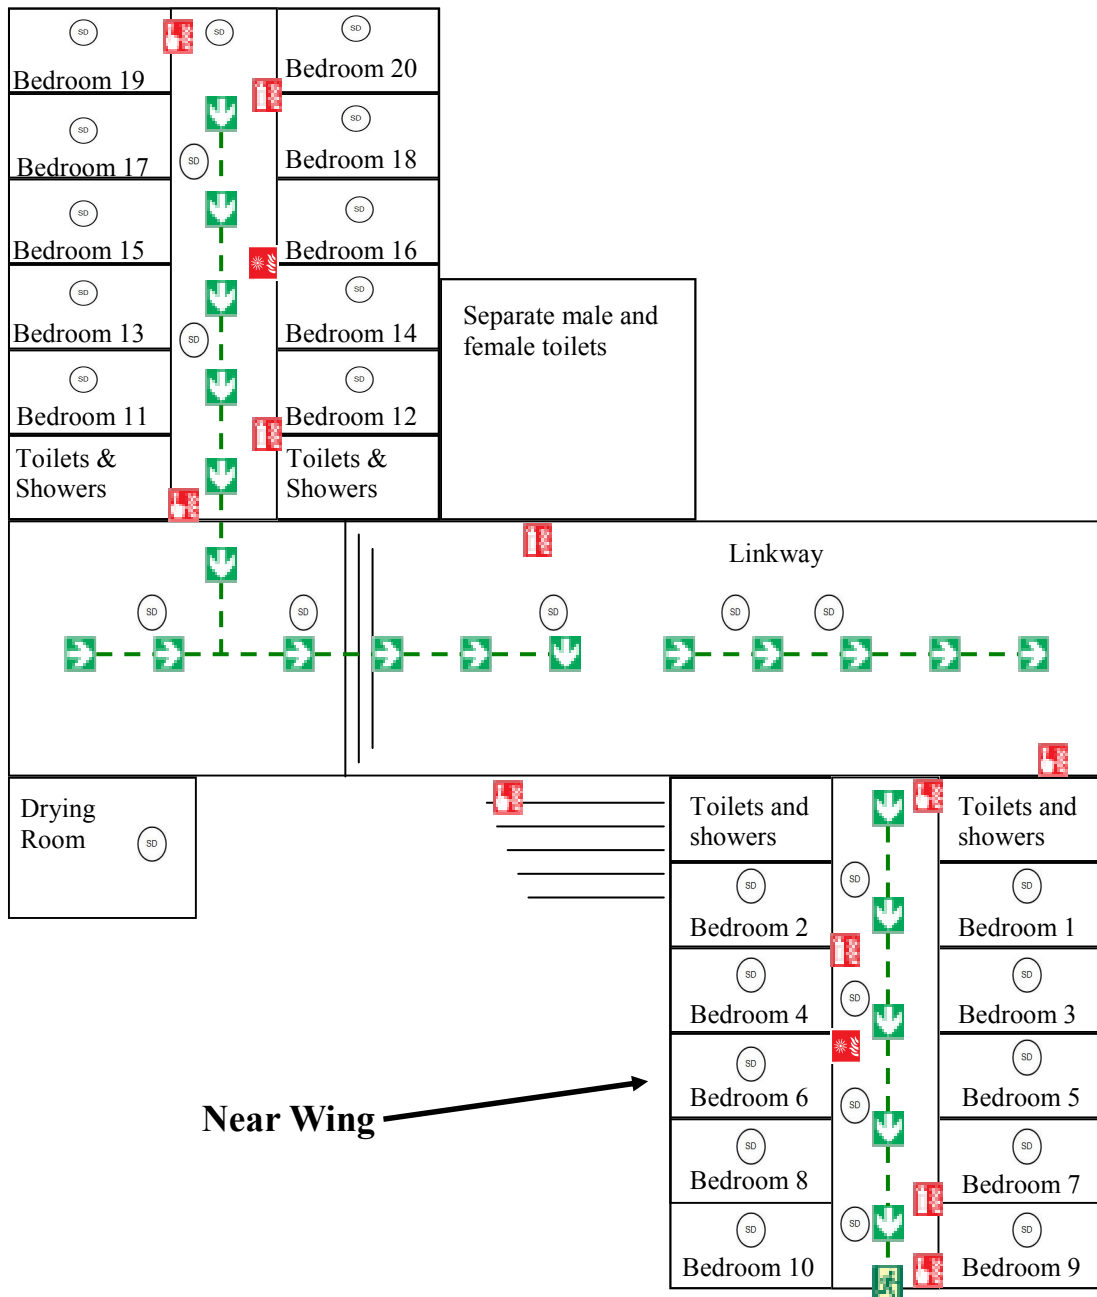 SD
SD
SD
Bedroom 19
Bedroom 20
SD
SD
SD
Bedroom 17
Bedroom 18
SD
SD
Bedroom 15
Bedroom 16
SD
SD
SD
Bedroom 13
Bedroom 14
SD
SD
Bedroom 11
Bedroom 12
Toilets &
Showers
Toilets &
Showers
Separate male and
female toilets
Linkway
SD
SD
SD
SD
SD
Drying
Room
SD
Toilets and
showers
Toilets and
showers
SD
SD
SD
Bedroom 2
Bedroom 1
SD
SD
SD
Bedroom 4
Bedroom 3
SD
SD
SD
Bedroom 6
Bedroom 5
Near Wing
SD
SD
Bedroom 8
Bedroom 7
SD
SD
SD
Bedroom 10
Bedroom 9